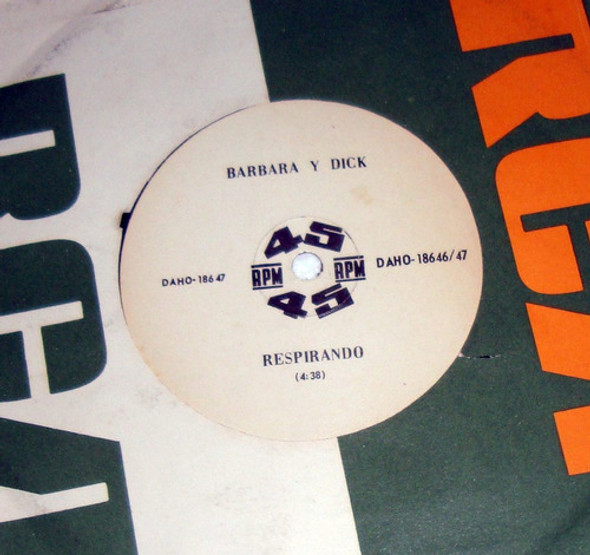 RCA
RCA
BARBARA Y DICK
45
RPM
RPM
45
DAHO-18647
DAHO-18646/47
RESPIRANDO
(4:38)